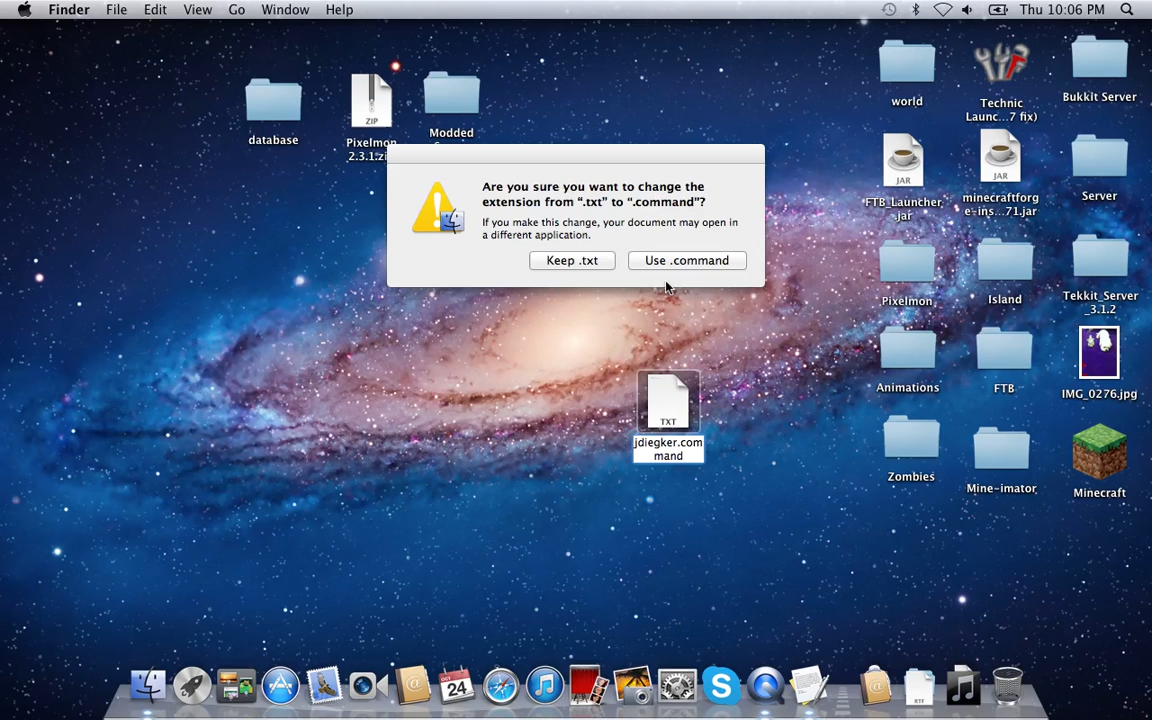 Finder File Edit View Go Window Help Thu 10:06 PM
database
ZIP
Pixelmon
2.3.1.zi
Modded
world
Technic
Launc...7 fix)
Bukkit Server
JAR
FTB_Launcher
.jar
JAR
minecraftforg
e-ins...71.jar
Server
Are you sure you want to change the
extension from “.txt” to “.command”?
If you make this change, your document may open in
a different application.
Keep .txt
Use .command
Pixelmon
Island
Tekkit_Server
_3.1.2
Animations
FTB
IMG_0276.jpg
TXT
jdiegker.com
mand
Zombies
Mine-imator
Minecraft
OCT
24
RTF